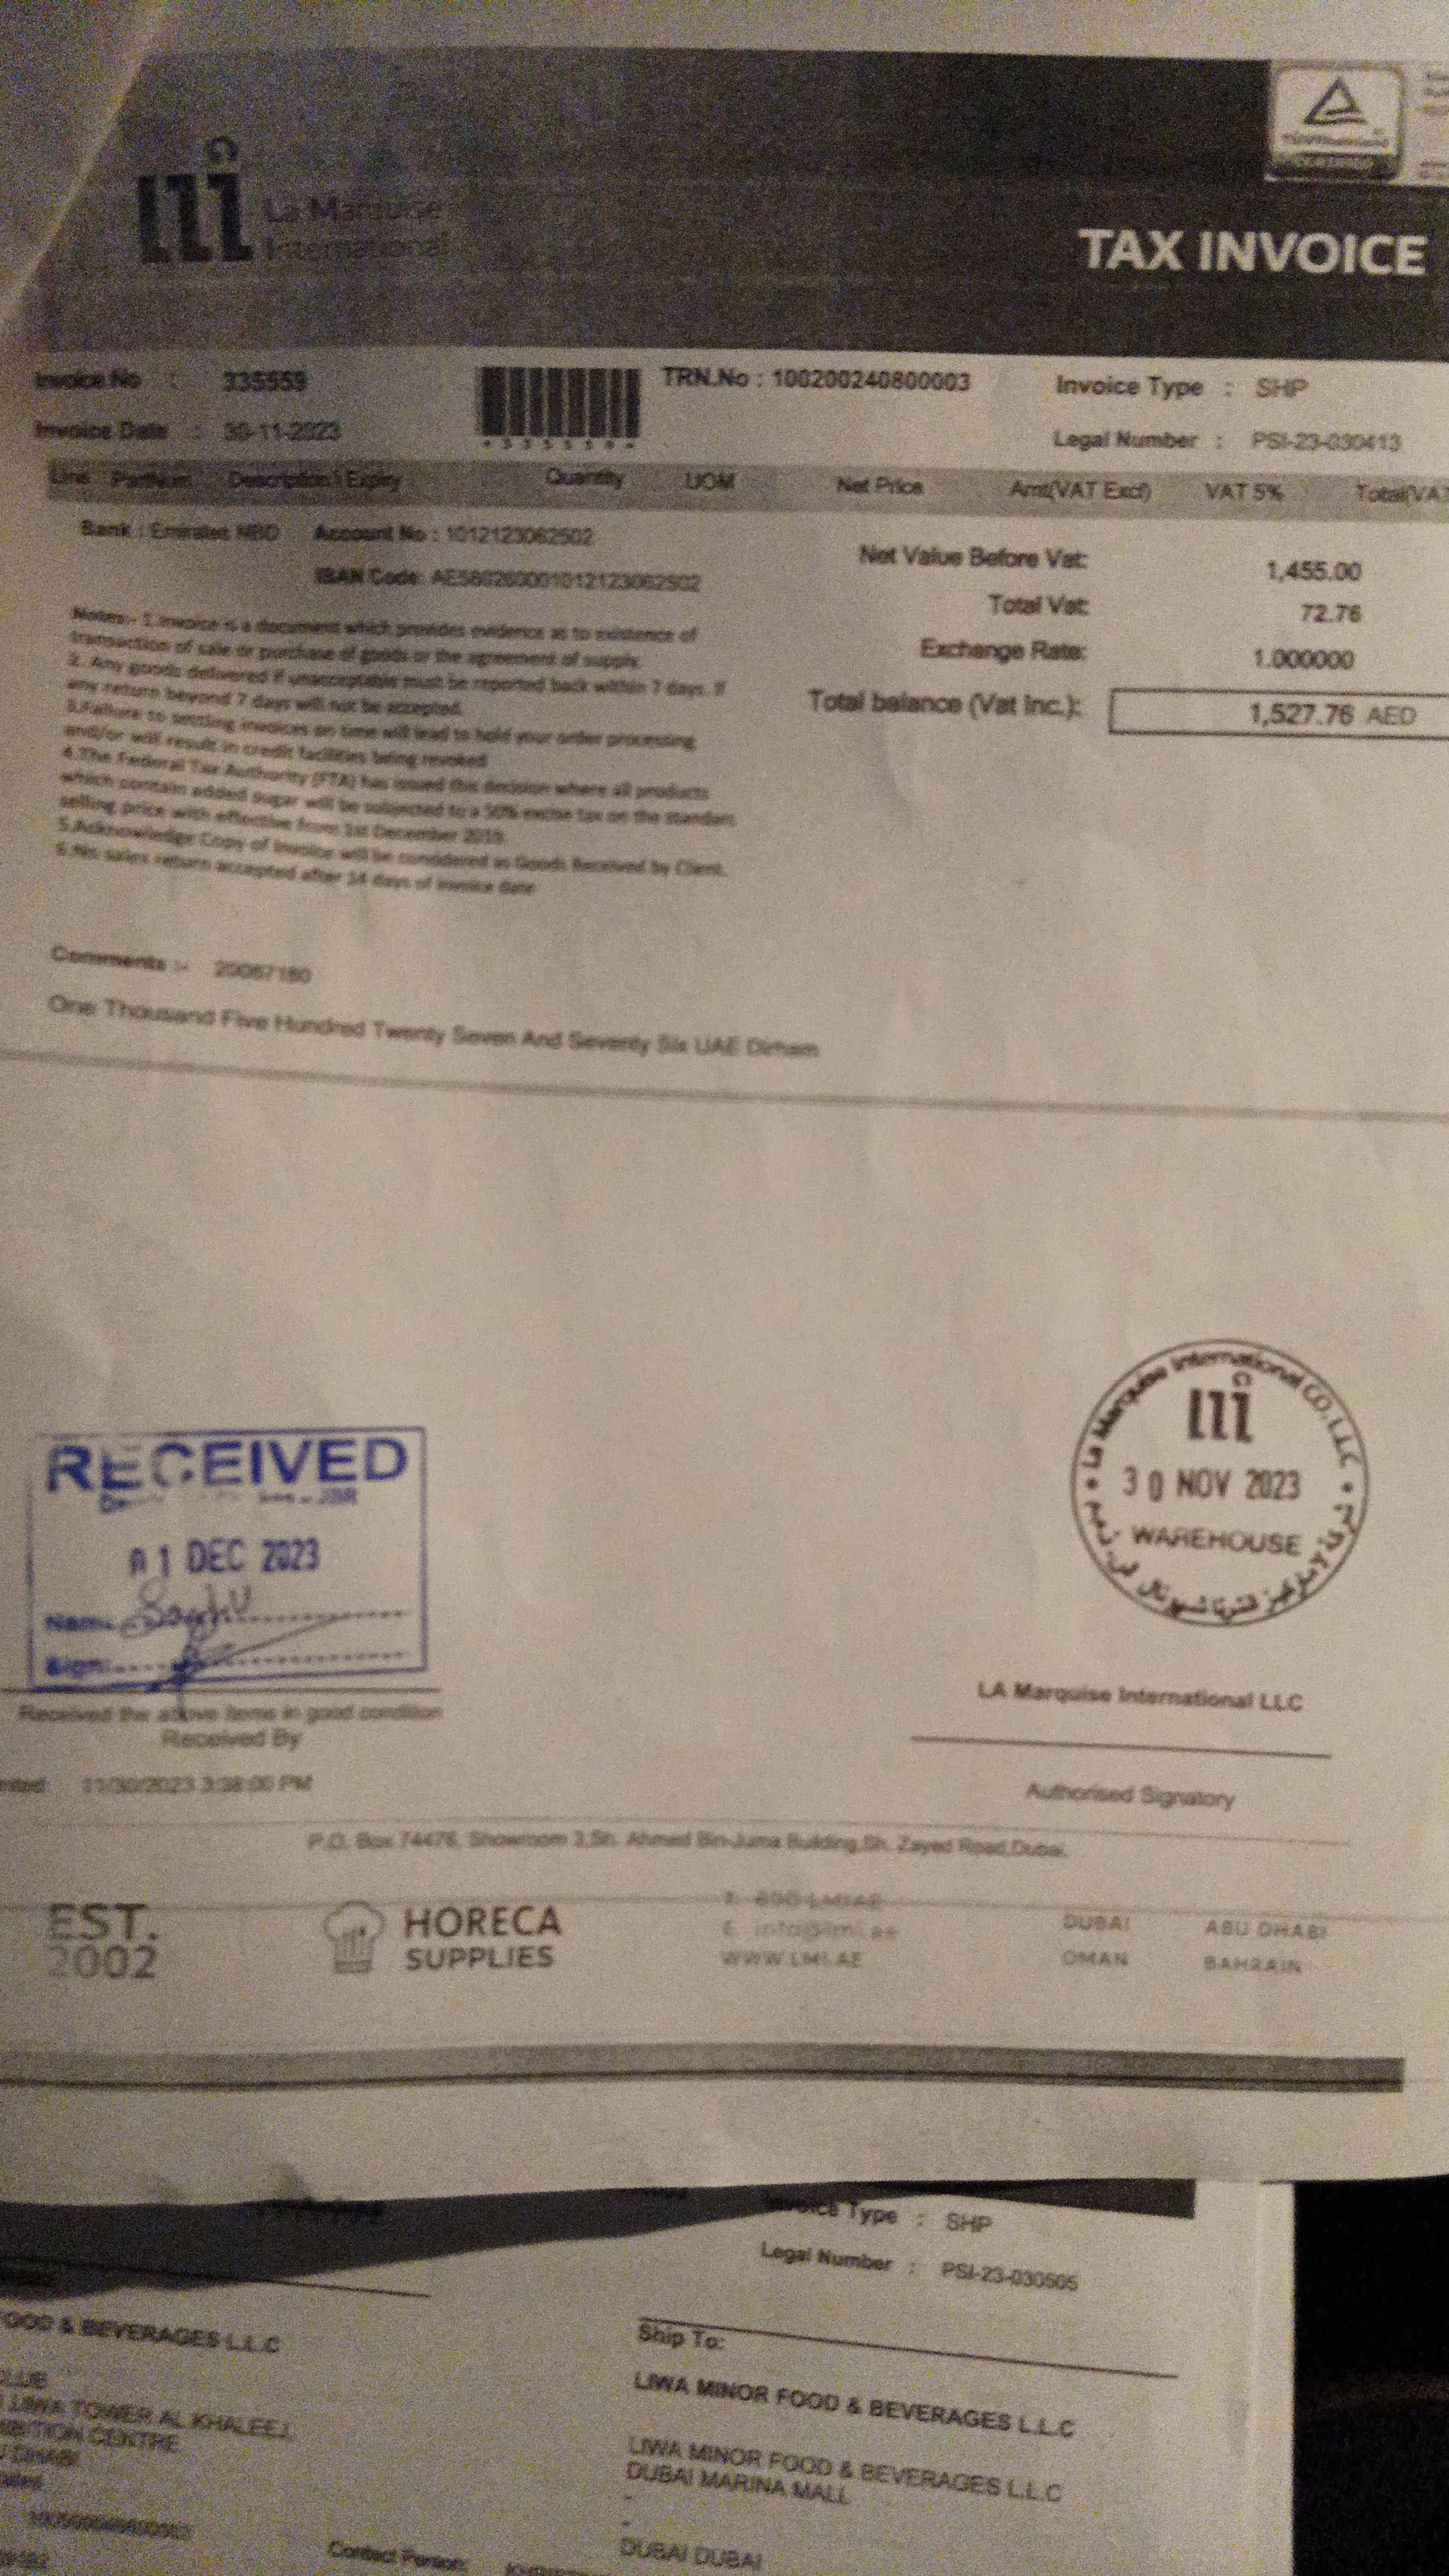 La Marquise
International
TAX INVOICE
Invoice No : 335559
TRN.No : 100200240800003
Invoice Type : SHP
Invoice Date : 30-11-2023
Legal Number : PSI-23-030413
Line PartNum Description \ Expiry Quantity UOM Net Price Amt(VAT Excl) VAT 5% Total(VAT
Bank : Emirates NBD Account No : 1012123062502
IBAN Code: AE580260001012123062502
Net Value Before Vat: 1,455.00
Total Vat: 72.76
Exchange Rate: 1.000000
Total balance (Vat Inc.): 1,527.76 AED
Notes:- 1.Invoice is a document which provides evidence as to existence of
transaction of sale or purchase of goods or the agreement of supply.
2. Any goods delivered if unacceptable must be reported back within 7 days. If
any return beyond 7 days will not be accepted.
3.Failure to settling invoices on time will lead to hold your order processing
and/or will result in credit facilities being revoked
4.The Federal Tax Authority (FTA) has issued this decision where all products
which contain added sugar will be subjected to a 50% excise tax on the standart
selling price with effective from 1st December 2019.
5.Acknowledge Copy of Invoice will be considered as Goods Received by Client.
6.No sales return accepted after 14 days of invoice date
Comments :- 20067180
One Thousand Five Hundred Twenty Seven And Seventy Six UAE Dirham
La Marquise International CO.L.L.C
30 NOV 2023
WAREHOUSE
RECEIVED
JBR
01 DEC 2023
Name
Sign:
LA Marquise International LLC
Received the above items in good condition
Received By
11/30/2023 3:38:00 PM
Authorised Signatory
P.O. Box 74476, Showroom 3,Sh. Ahmed Bin-Juma Building,Sh. Zayed Road,Dubai.
EST.
2002
HORECA
SUPPLIES
T. 800 LMI AE
E. info@lmi.ae
WWW.LMI.AE
DUBAI ABU DHABI
OMAN BAHRAIN
Invoice Type : SHP
Legal Number : PSI-23-030505
FOOD & BEVERAGES L.L.C
Ship To:
LIWA MINOR FOOD & BEVERAGES L.L.C
CLUB
LIWA TOWER AL KHALEEJ
CENTRE
DHABI
LIWA MINOR FOOD & BEVERAGES L.L.C
DUBAI MARINA MALL
-
-
DUBAI DUBAI
Contact Person: